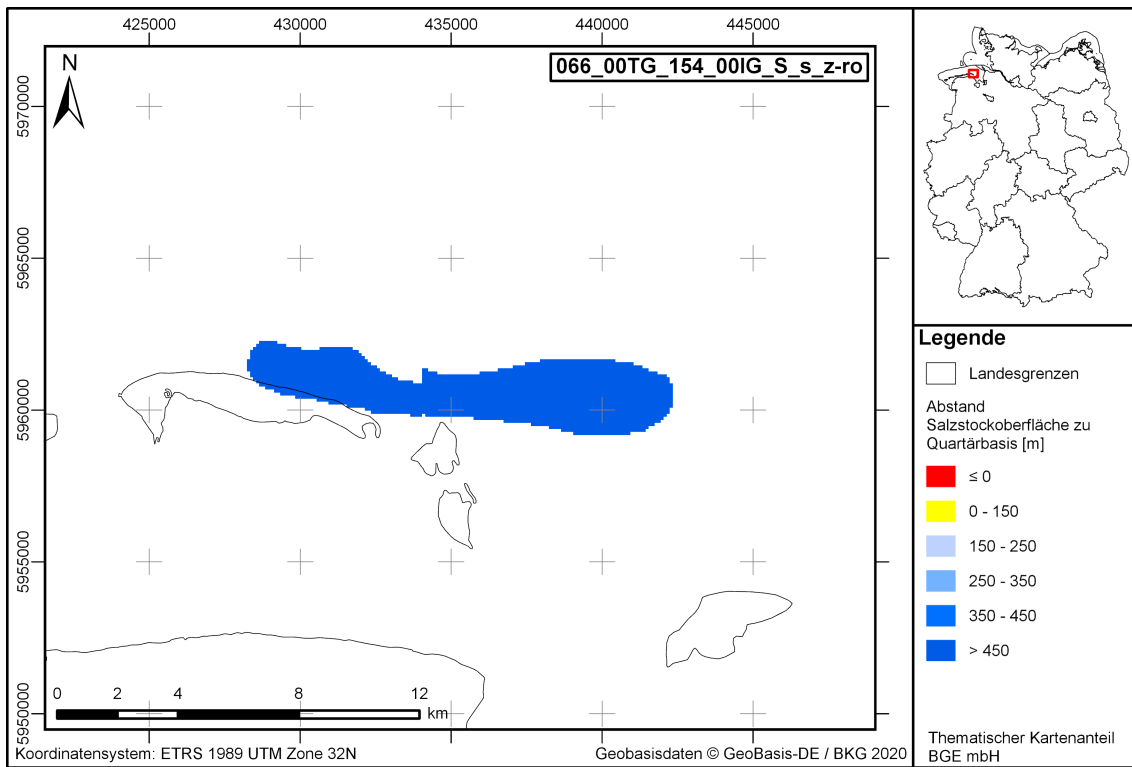 425000
430000
435000
440000
445000
N
066_00TG_154_00IG_S_s_z-ro
5970000
5965000
5960000
5955000
5950000
0 2 4 8 12
km
Koordinatensystem: ETRS 1989 UTM Zone 32N
Geobasisdaten © GeoBasis-DE / BKG 2020
Legende
Landesgrenzen
Abstand
Salzstockoberfläche zu
Quartärbasis [m]
≤ 0
0 - 150
150 - 250
250 - 350
350 - 450
> 450
Thematischer Kartenanteil
BGE mbH